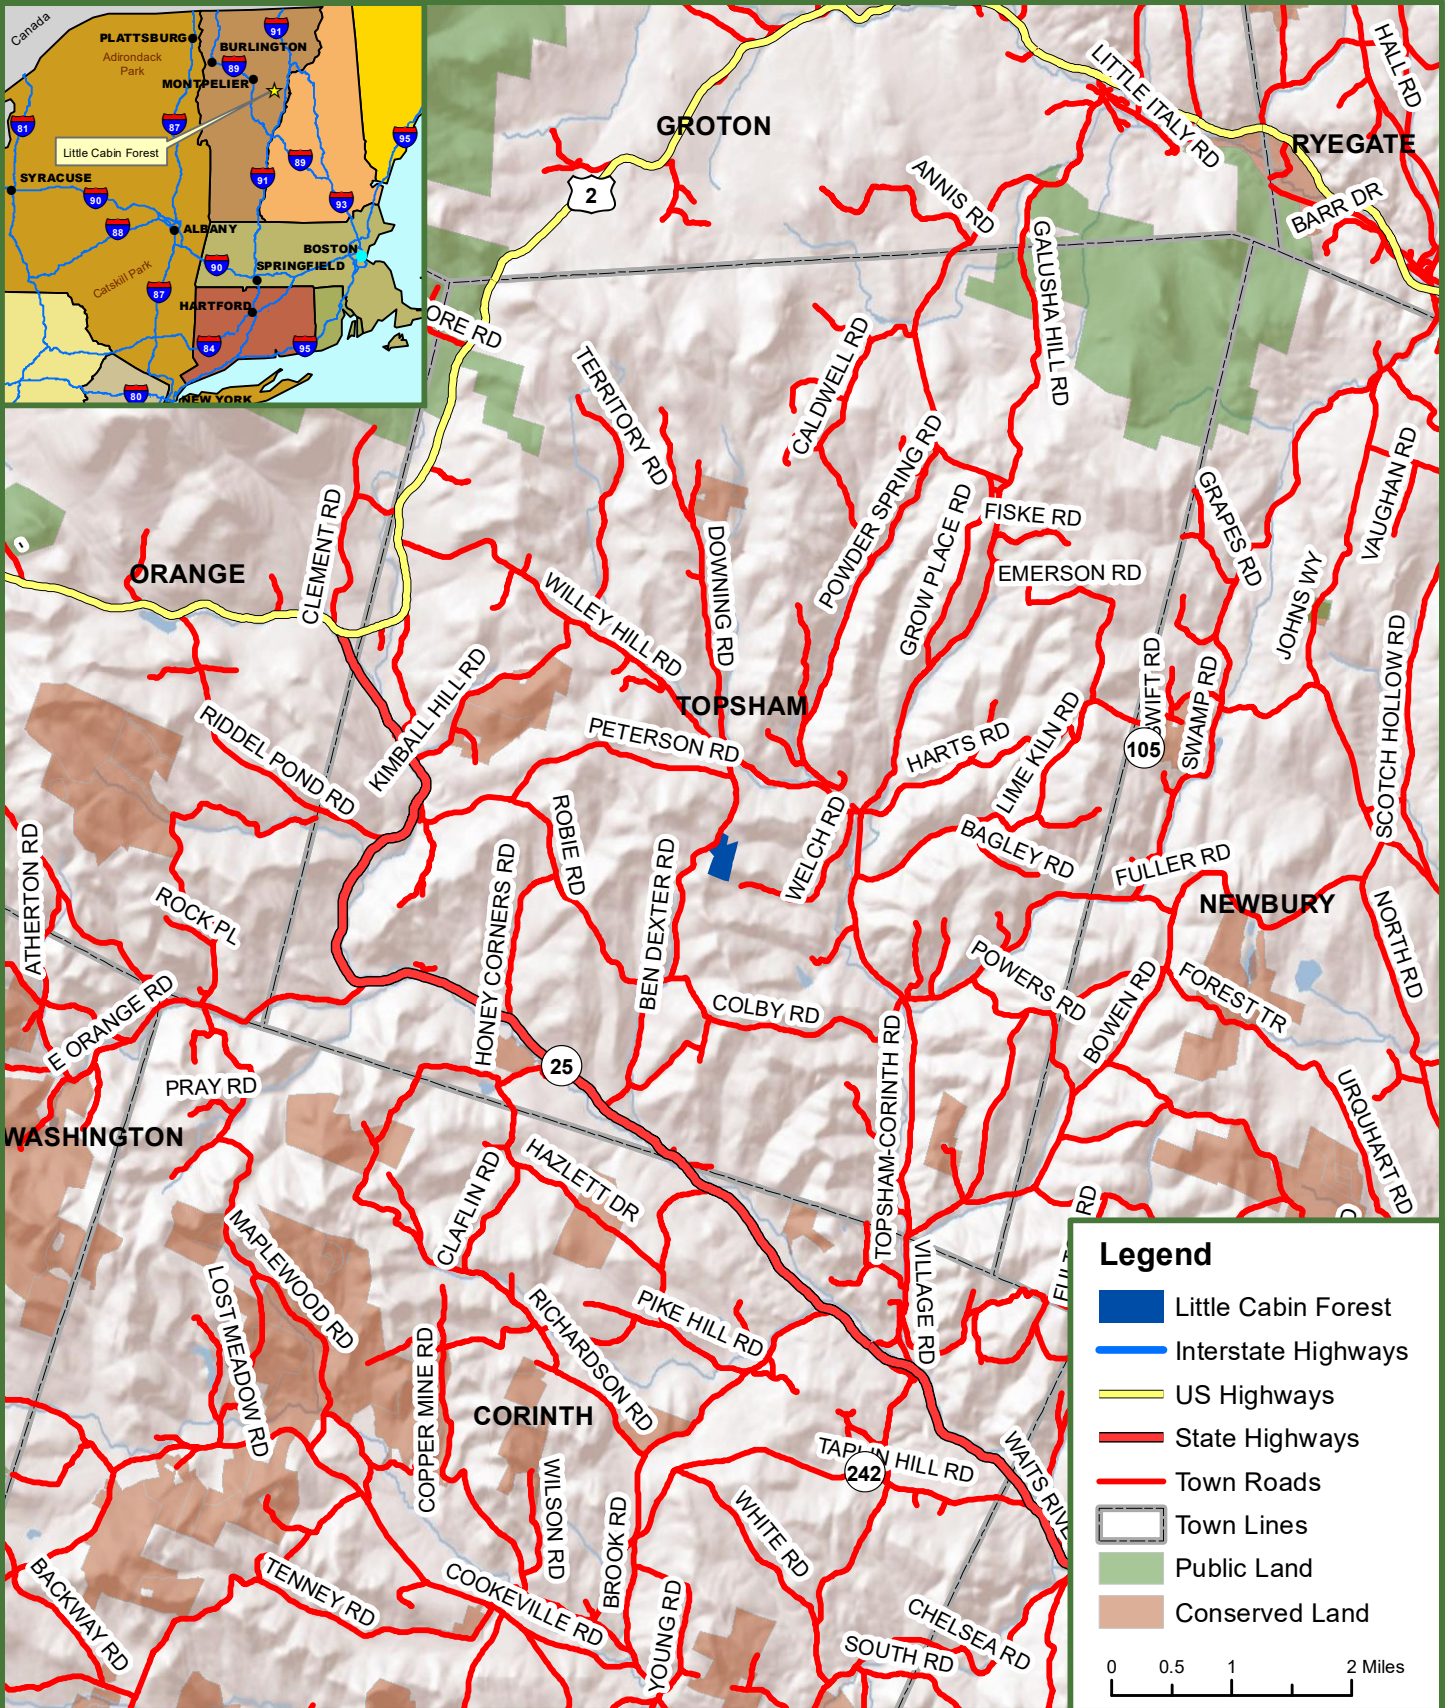 Canada
PLATTSBURG
Adirondack
Park
BURLINGTON
91
89
MONTPELIER
81
87
Little Cabin Forest
95
89
SYRACUSE
90
91
93
88
ALBANY
BOSTON
90
SPRINGFIELD
Catskill Park
87
HARTFORD
84
95
80
NEW YORK
GROTON
2
LITTLE ITALY RD
HALL RD
RYEGATE
BARR DR
ANNIS RD
GALUSHA HILL RD
ORE RD
TERRITORY RD
CALDWELL RD
POWDER SPRING RD
GROW PLACE RD
FISKE RD
EMERSON RD
GRAPES RD
VAUGHAN RD
JOHNS WY
CLEMENT RD
ORANGE
DOWNING RD
WILLEY HILL RD
KIMBALL HILL RD
TOPSHAM
PETERSON RD
RIDDEL POND RD
HARTS RD
LIME KILN RD
SWIFT RD
105
SWAMP RD
SCOTCH HOLLOW RD
ATHERTON RD
ROCK PL
ROBIE RD
HONEY CORNERS RD
BEN DEXTER RD
WELCH RD
BAGLEY RD
FULLER RD
NEWBURY
NORTH RD
E ORANGE RD
COLBY RD
POWERS RD
BOWEN RD
FOREST TR
25
PRAY RD
WASHINGTON
TOPSHAM-CORINTH RD
URQUHART RD
CLAFLIN RD
HAZLETT DR
RD
MAPLEWOOD RD
LOST MEADOW RD
COPPER MINE RD
RICHARDSON RD
PIKE HILL RD
VILLAGE RD
CORINTH
TAPLIN HILL RD
242
WAITS RIVE
WILSON RD
BROOK RD
WHITE RD
BACKWAY RD
TENNEY RD
COOKEVILLE RD
YOUNG RD
CHELSEA RD
SOUTH RD
Legend
Little Cabin Forest
Interstate Highways
US Highways
State Highways
Town Roads
Town Lines
Public Land
Conserved Land
0 0.5 1 2 Miles